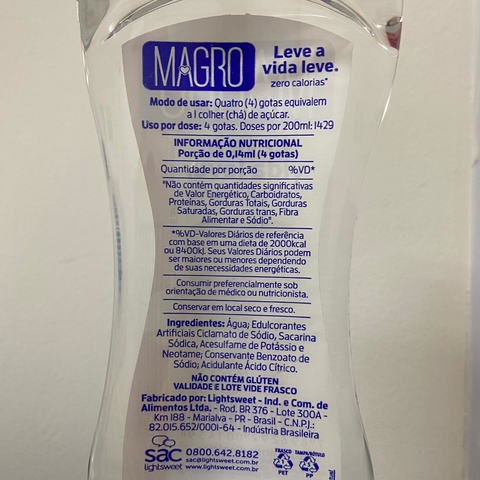 MAGRO
Leve a
vida leve.
zero calorias*
Modo de usar: Quatro (4) gotas equivalem
a 1 colher (chá) de açúcar.
Uso por dose: 4 gotas. Doses por 200ml: 1429
INFORMAÇÃO NUTRICIONAL
Porção de 0,14ml (4 gotas)
Quantidade por porção %VD*
"Não contém quantidades significativas
de Valor Energético, Carboidratos,
Proteínas, Gorduras Totais, Gorduras
Saturadas, Gorduras trans, Fibra
Alimentar e Sódio".
*%VD-Valores Diários de referência
com base em uma dieta de 2000kcal
ou 8400kj. Seus Valores Diários podem
ser maiores ou menores dependendo
de suas necessidades energéticas.
Consumir preferencialmente sob
orientação de médico ou nutricionista.
Conservar em local seco e fresco.
Ingredientes: Água; Edulcorantes
Artificiais Ciclamato de Sódio, Sacarina
Sódica, Acesulfame de Potássio e
Neotame; Conservante Benzoato de
Sódio; Acidulante Ácido Cítrico.
NÃO CONTÉM GLÚTEN
VALIDADE E LOTE VIDE FRASCO
Fabricado por: Lightsweet - Ind. e Com. de
Alimentos Ltda. - Rod. BR 376 - Lote 300A -
Km 188 - Marialva - PR - Brasil - C.N.P.J.:
82.015.652/0001-64 - Indústria Brasileira
sac
lightsweet
0800.642.8182
sac@lightsweet.com.br
www.lightsweet.com.br
FRASCO
PET
TAMPA/BATOQUE
PP